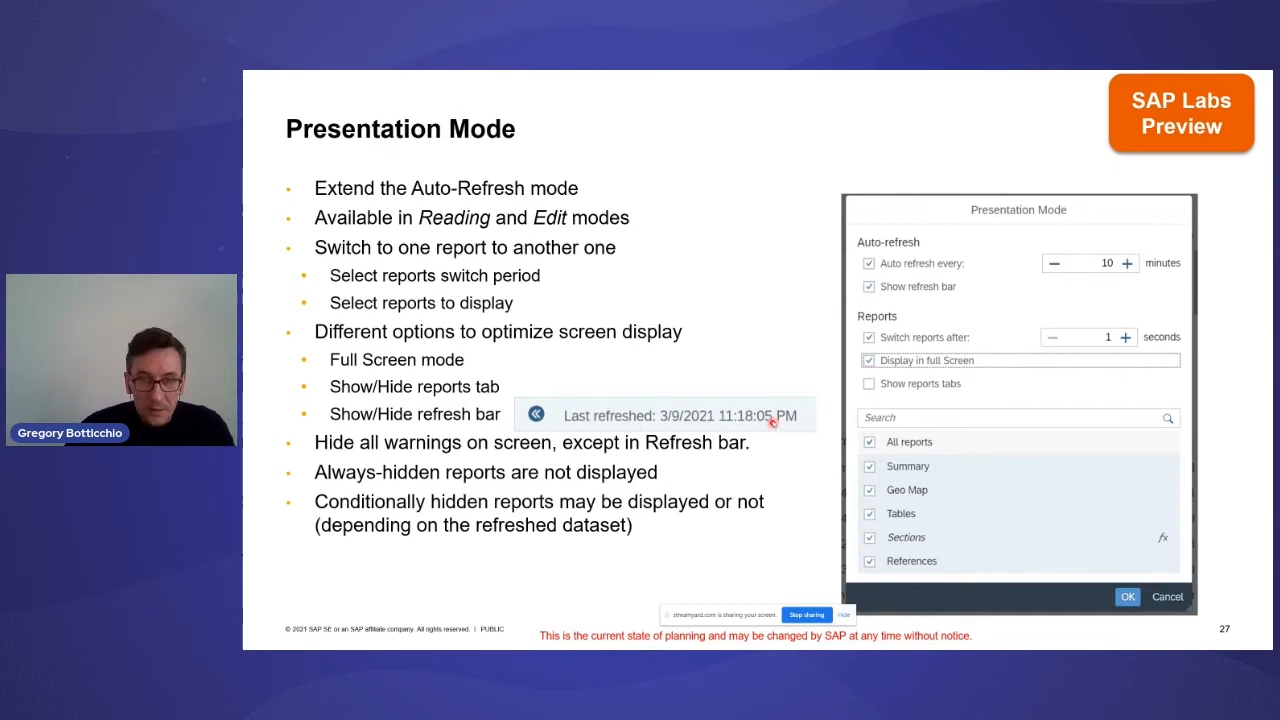 SAP Labs
Preview
Presentation Mode
• Extend the Auto-Refresh mode
• Available in Reading and Edit modes
• Switch to one report to another one
• Select reports switch period
• Select reports to display
• Different options to optimize screen display
• Full Screen mode
• Show/Hide reports tab
• Show/Hide refresh bar
Last refreshed: 3/9/2021 11:18:05 PM
• Hide all warnings on screen, except in Refresh bar.
• Always-hidden reports are not displayed
• Conditionally hidden reports may be displayed or not
(depending on the refreshed dataset)
Presentation Mode
Auto-refresh
Auto refresh every: 10 minutes
Show refresh bar
Reports
Switch reports after: 1 seconds
Display in full Screen
Show reports tabs
Search
All reports
Summary
Geo Map
Tables
Sections fx
References
OK Cancel
Gregory Botticchio
streamyard.com is sharing your screen. Stop sharing Hide
© 2021 SAP SE or an SAP affiliate company. All rights reserved. | PUBLIC
This is the current state of planning and may be changed by SAP at any time without notice.
27